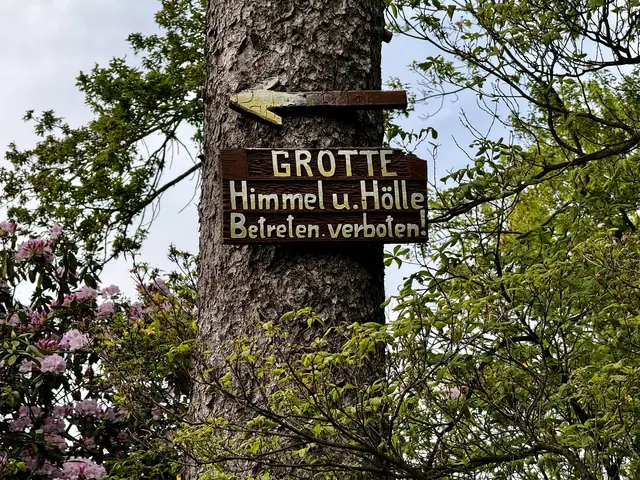 GROTTE
Himmel u. Hölle
Betreten verboten!